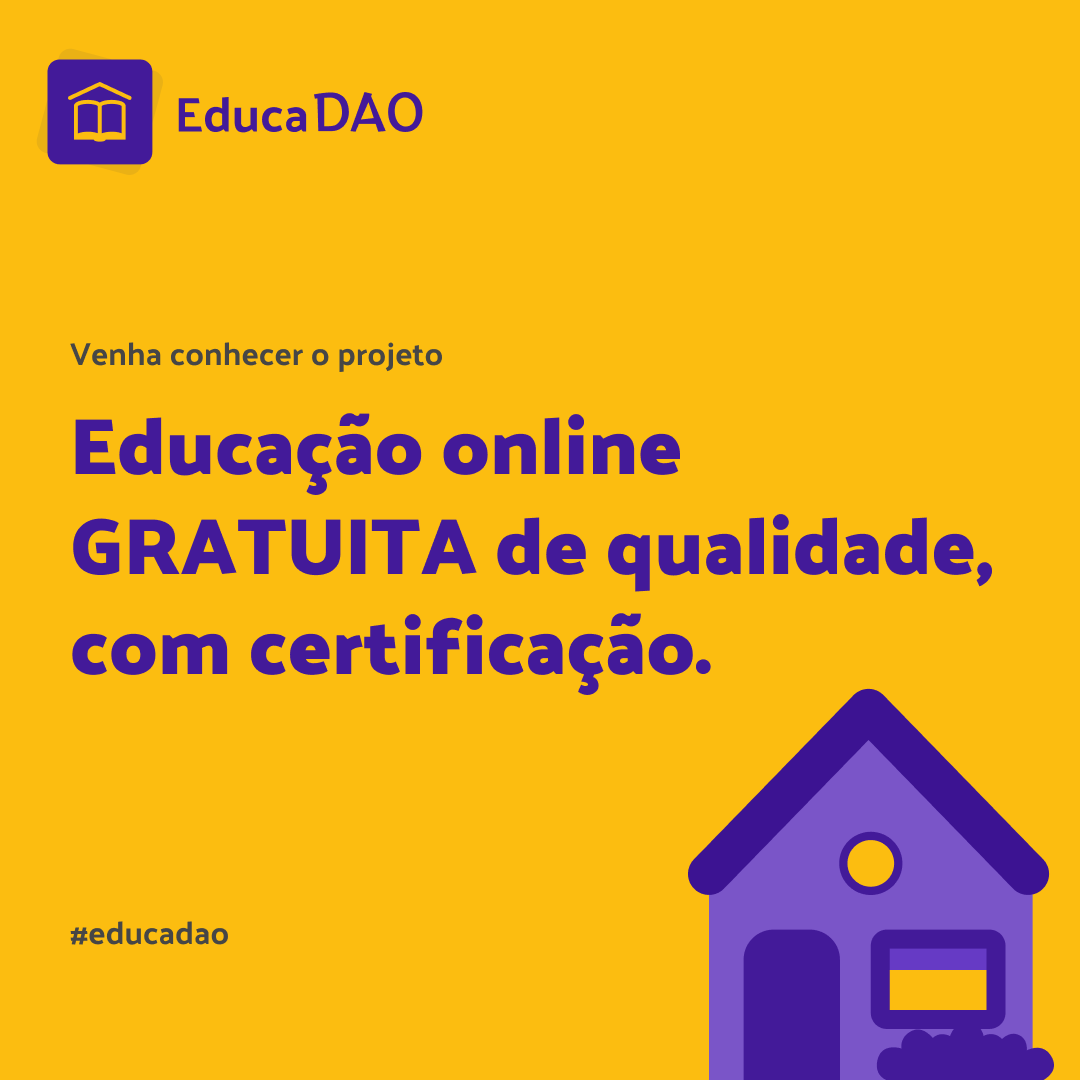 EducaDAO
Venha conhecer o projeto
Educação online
GRATUITA de qualidade,
com certificação.
#educadao